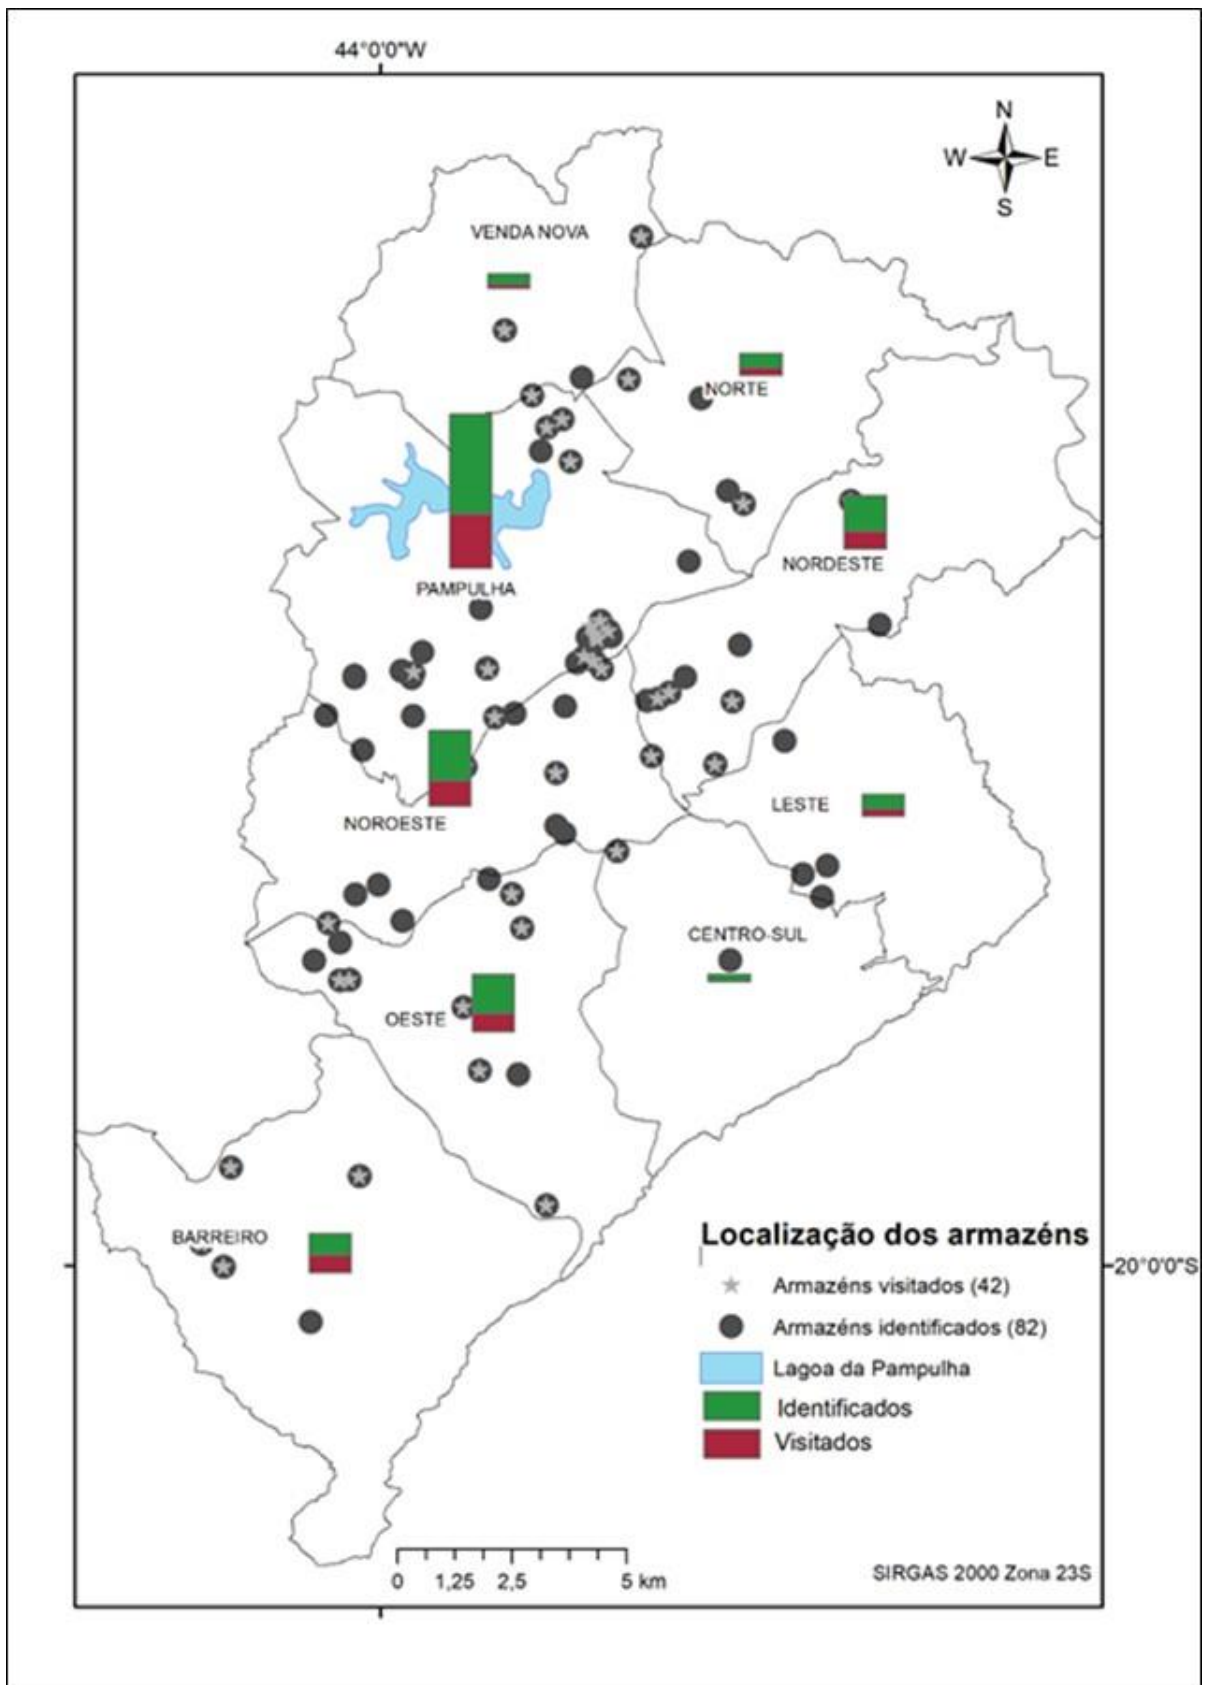 44°0'0"W
N
W
E
S
VENDA NOVA
NORTE
NORDESTE
PAMPULHA
LESTE
NOROESTE
CENTRO-SUL
OESTE
BARREIRO
Localização dos armazéns
20°0'0"S
Armazéns visitados (42)
Armazéns identificados (82)
Lagoa da Pampulha
Identificados
Visitados
0 1,25 2,5 5 km
SIRGAS 2000 Zona 23S